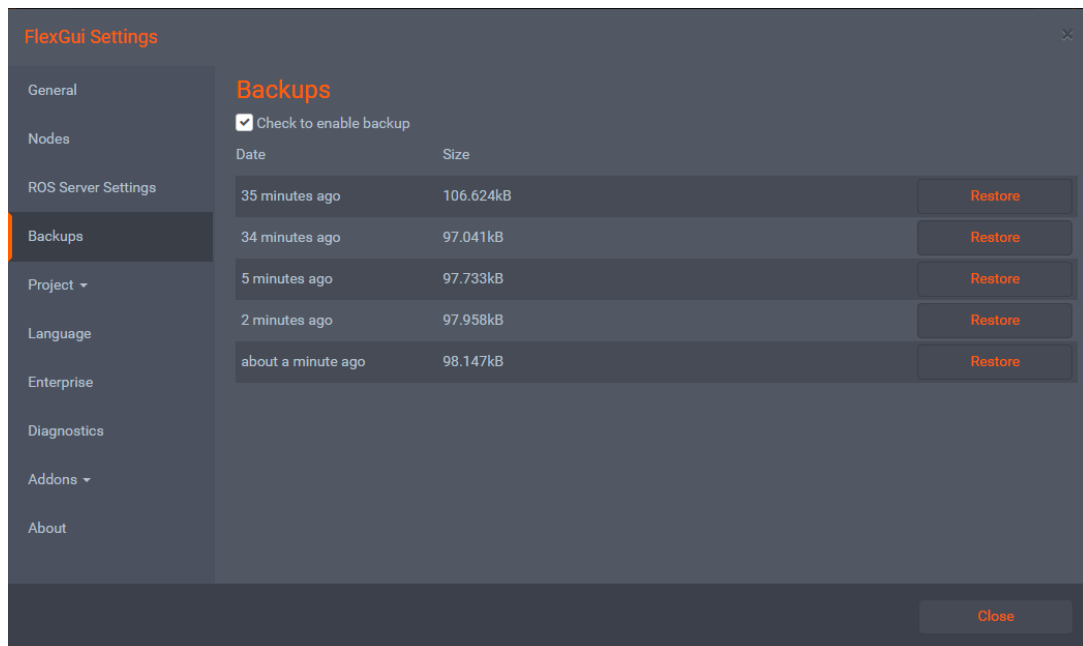 FlexGui Settings
×
General
Nodes
ROS Server Settings
Backups
Project
Language
Enterprise
Diagnostics
Addons
About
Backups
Check to enable backup
Date Size
35 minutes ago 106.624kB Restore
34 minutes ago 97.041kB Restore
5 minutes ago 97.733kB Restore
2 minutes ago 97.958kB Restore
about a minute ago 98.147kB Restore
Close